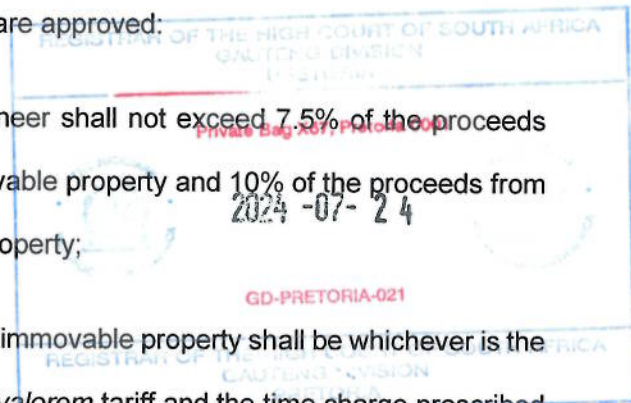 are approved:
REGISTRAR OF THE HIGH COURT OF SOUTH AFRICA
GAUTENG DIVISION
PRETORIA
neer shall not exceed 7.5% of the proceeds
Private Bag X67, Pretoria 0001
vable property and 10% of the proceeds from
2024 -07- 24
operty;
GD-PRETORIA-021
immovable property shall be whichever is the
REGISTRAR OF THE HIGH COURT OF SOUTH AFRICA
GAUTENG DIVISION
PRETORIA
valorem tariff and the time charge prescribed